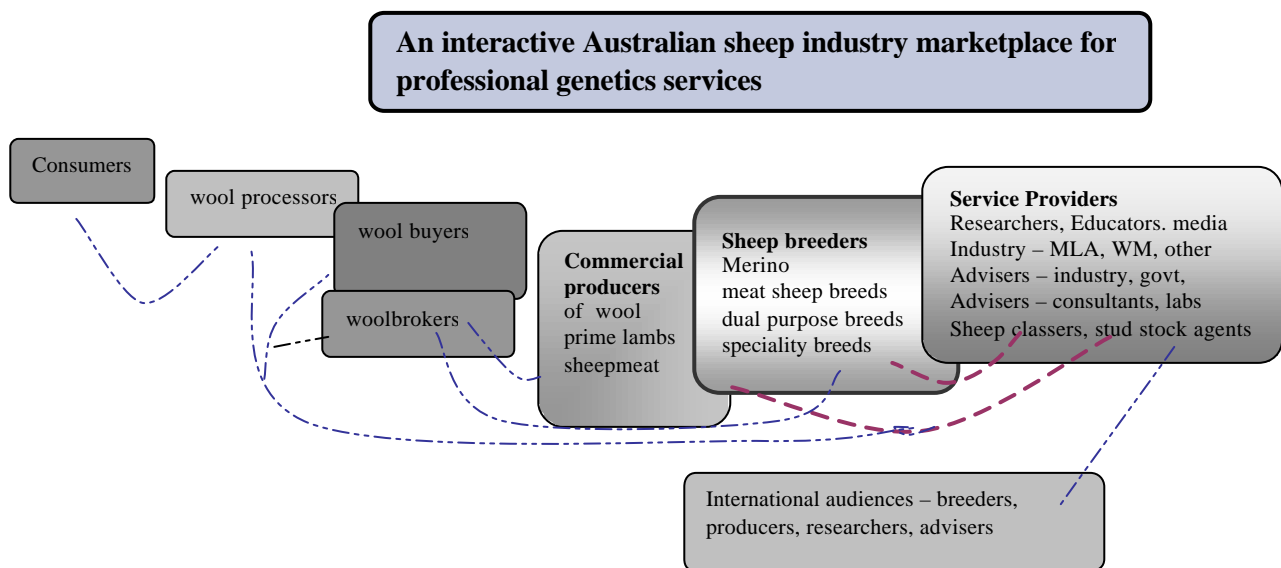 An interactive Australian sheep industry marketplace for
professional genetics services
Consumers
wool processors
wool buyers
woolbrokers
Commercial
producers
of wool
prime lambs
sheepmeat
Sheep breeders
Merino
meat sheep breeds
dual purpose breeds
speciality breeds
Service Providers
Researchers, Educators. media
Industry – MLA, WM, other
Advisers – industry, govt,
Advisers – consultants, labs
Sheep classers, stud stock agents
International audiences – breeders,
producers, researchers, advisers